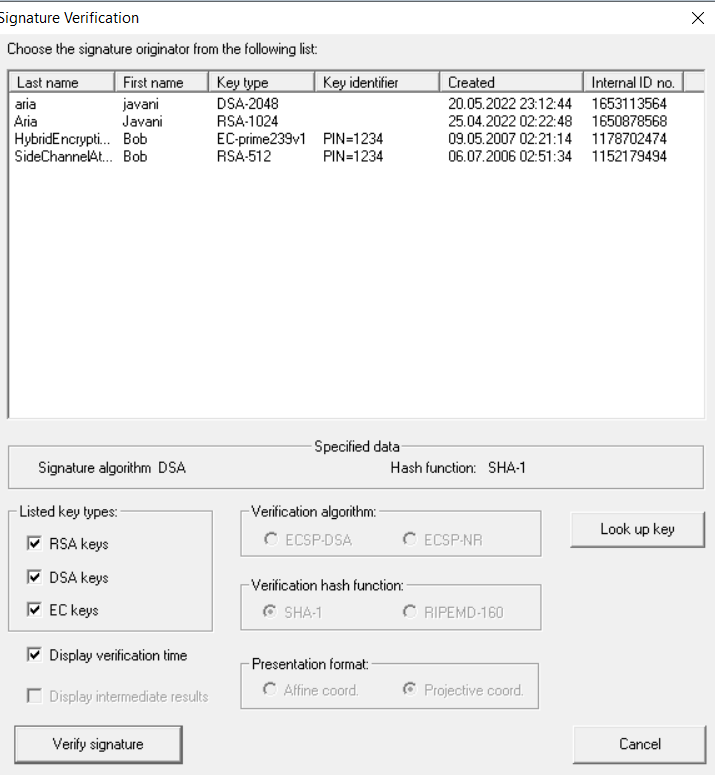 Signature Verification
Choose the signature originator from the following list:
Last name First name Key type Key identifier Created Internal ID no.
aria javani DSA-2048 20.05.2022 23:12:44 1653113564
Aria Javani RSA-1024 25.04.2022 02:22:48 1650878568
HybridEncrypti... Bob EC-prime239v1 PIN=1234 09.05.2007 02:21:14 1178702474
SideChannelAt... Bob RSA-512 PIN=1234 06.07.2006 02:51:34 1152179494
Specified data
Signature algorithm DSA Hash function: SHA-1
Listed key types:
RSA keys
DSA keys
EC keys
Display verification time
Display intermediate results
Verification algorithm:
ECSP-DSA ECSP-NR
Verification hash function:
SHA-1 RIPEMD-160
Presentation format:
Affine coord. Projective coord.
Look up key
Verify signature
Cancel